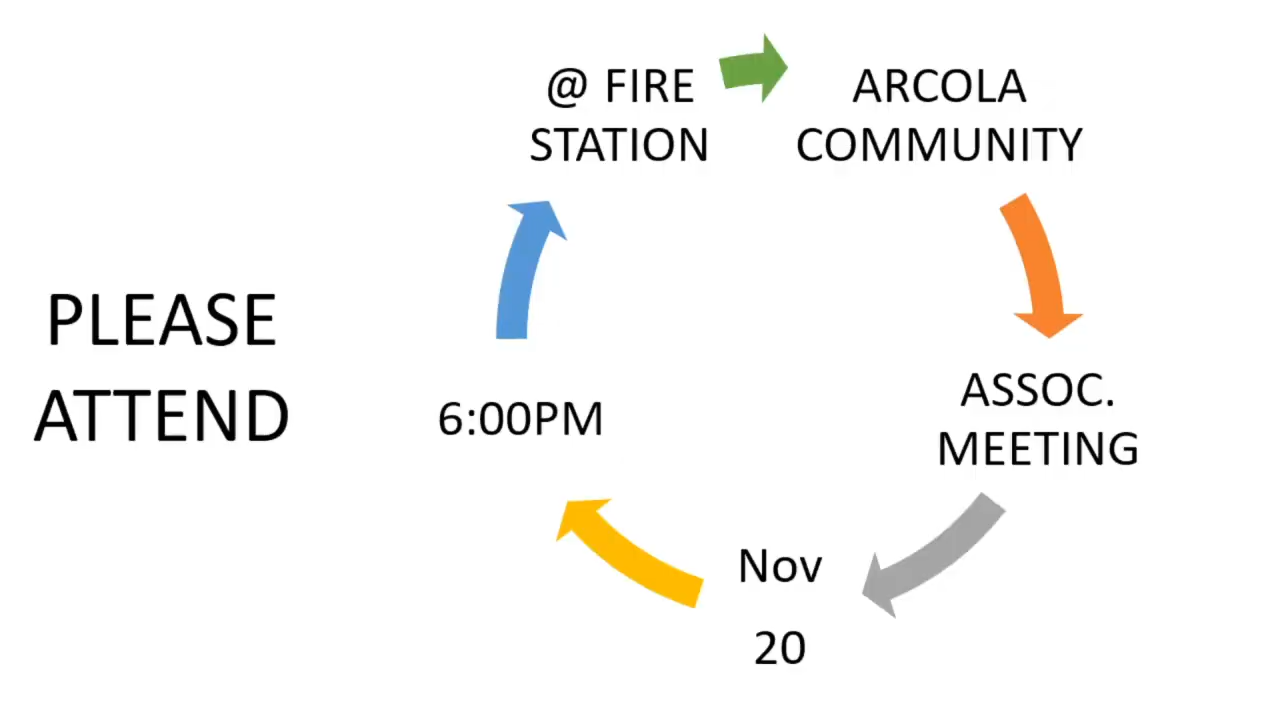 PLEASE
ATTEND
ARCOLA
COMMUNITY
ASSOC.
MEETING
Nov
20
6:00PM
@ FIRE
STATION